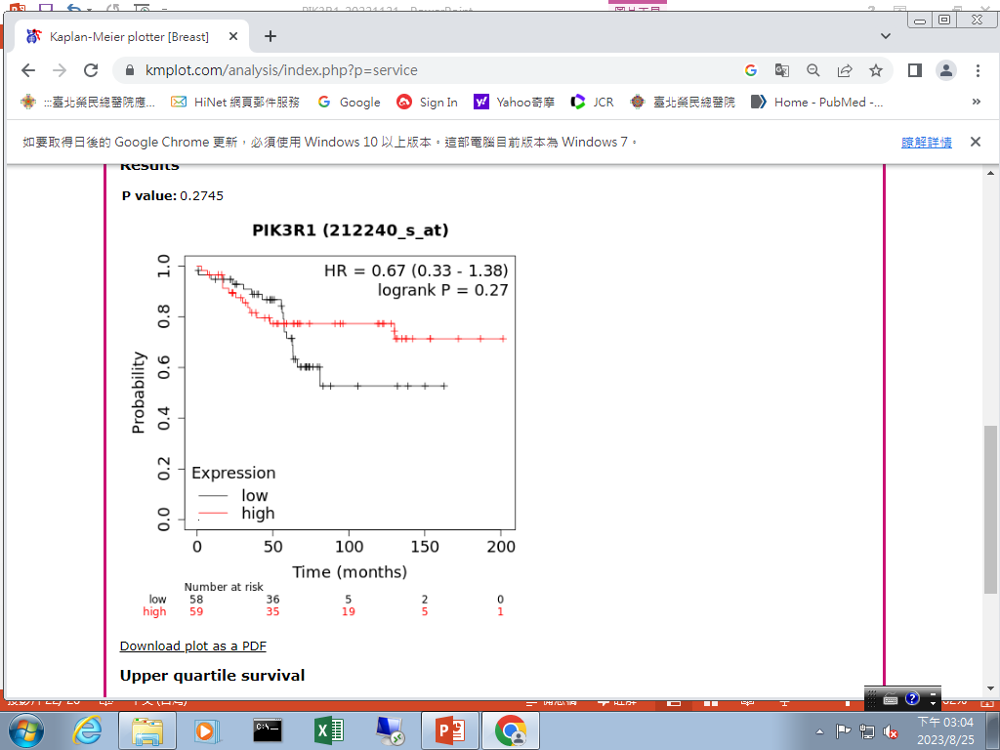 PIK3R1_20231121 - PowerPoint
圖片工具
Kaplan-Meier plotter [Breast]
kmplot.com/analysis/index.php?p=service
:::臺北榮民總醫院應...
HiNet 網頁郵件服務
Google
Sign In
Yahoo奇摩
JCR
臺北榮民總醫院
Home - PubMed -...
»
如要取得日後的 Google Chrome 更新，必須使用 Windows 10 以上版本。這部電腦目前版本為 Windows 7。
瞭解詳情
Results
P value: 0.2745
PIK3R1 (212240_s_at)
HR = 0.67 (0.33 - 1.38)
logrank P = 0.27
1.0
0.8
0.6
0.4
0.2
0.0
Probability
Expression
low
high
0 50 100 150 200
Time (months)
Number at risk
low 58 36 5 2 0
high 59 35 19 5 1
Download plot as a PDF
Upper quartile survival
82%
下午 03:04
2023/8/25